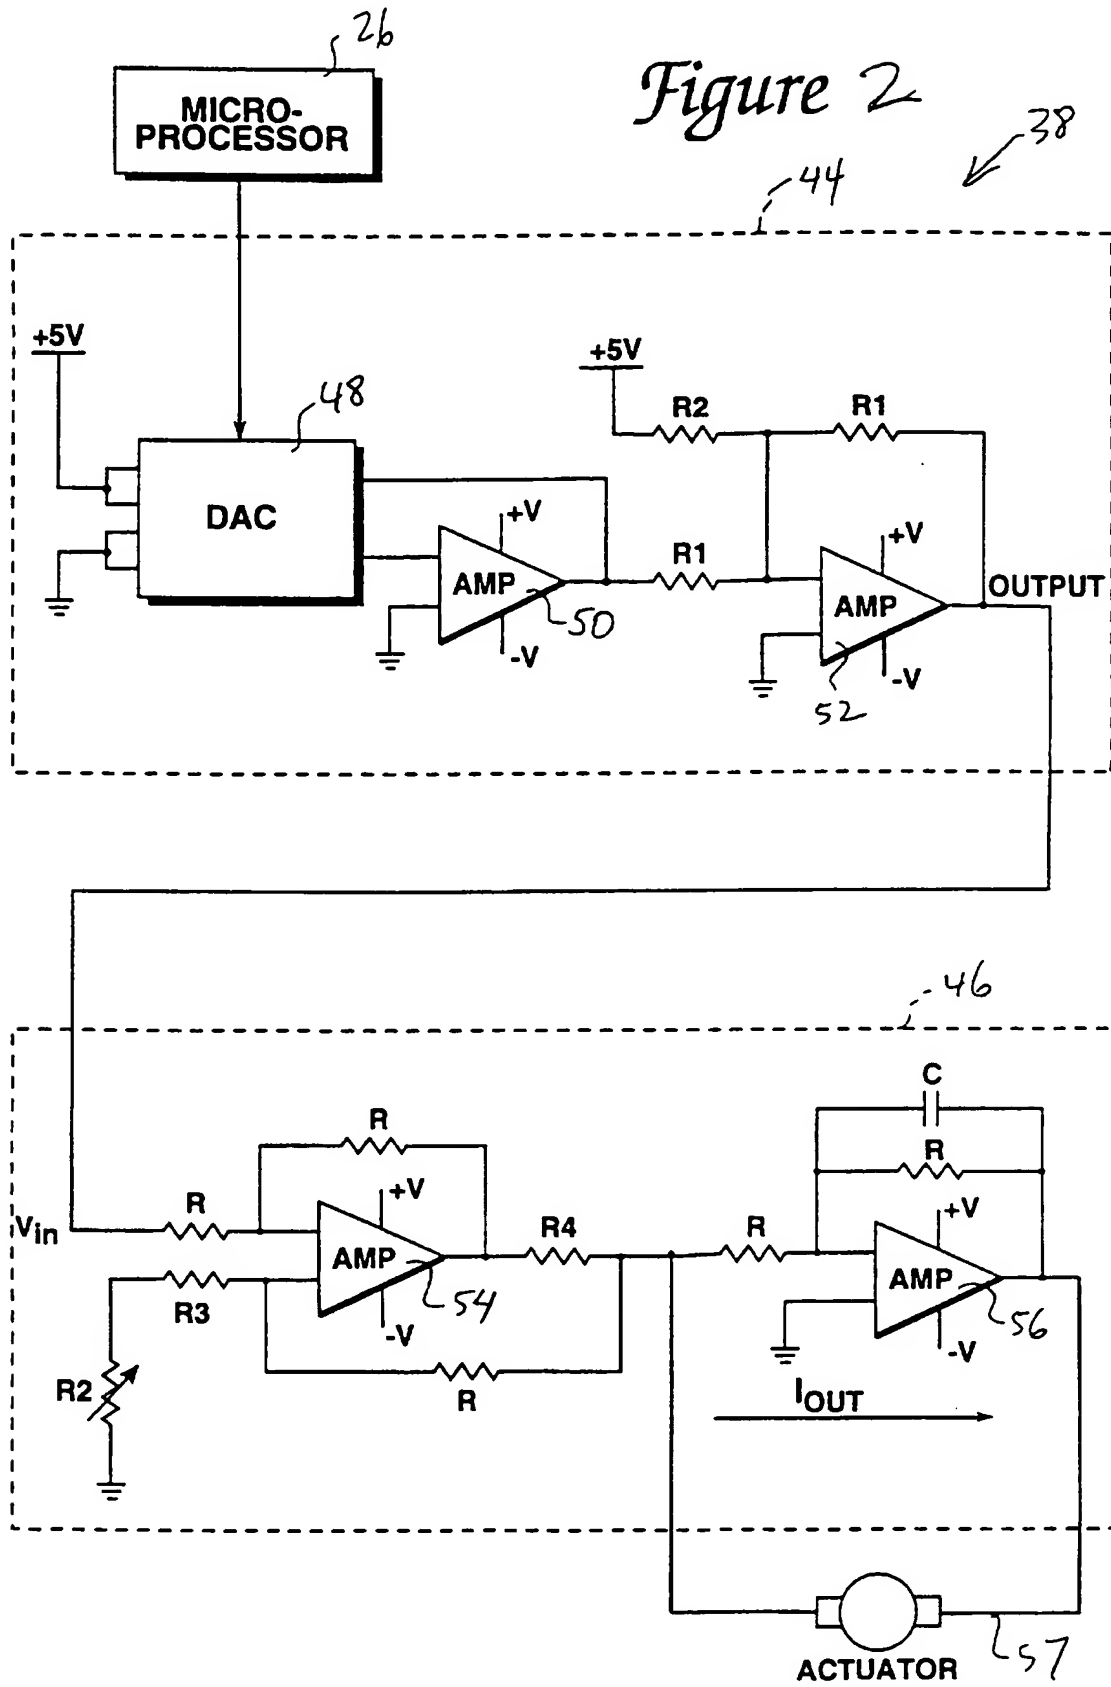 26
MICRO-
PROCESSOR
Figure 2
38
44
+5V
+5V
48
R2
R1
DAC
+V
AMP
50
-V
R1
+V
AMP
52
-V
OUTPUT
46
C
R
R
Vin
R
+V
AMP
54
-V
R4
R
+V
AMP
56
-V
R3
R2
R
IOUT
ACTUATOR
57